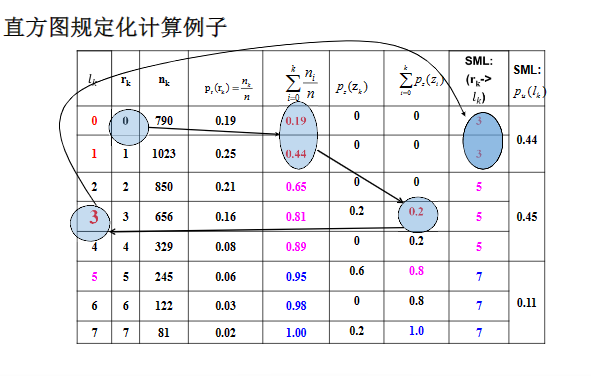 直方图规定化计算例子
l_k r_k n_k p_r(r_k)=n_k/n ∑_{i=0}^{k} n_i/n p_z(z_k) ∑_{i=0}^{k} p_z(z_i) SML: (r_k-> l_k) SML: p_u(l_k)
0 0 790 0.19 0.19 0 0 3 0.44
1 1 1023 0.25 0.44 0 0 3
2 2 850 0.21 0.65 0 0 5 0.45
3 3 656 0.16 0.81 0.2 0.2 5
4 4 329 0.08 0.89 0 0.2 5
5 5 245 0.06 0.95 0.6 0.8 7 0.11
6 6 122 0.03 0.98 0 0.8 7
7 7 81 0.02 1.00 0.2 1.0 7